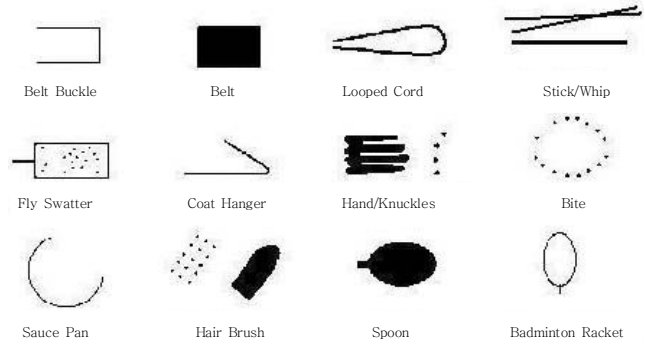 Belt Buckle Belt Looped Cord Stick/Whip
Fly Swatter Coat Hanger Hand/Knuckles Bite
Sauce Pan Hair Brush Spoon Badminton Racket